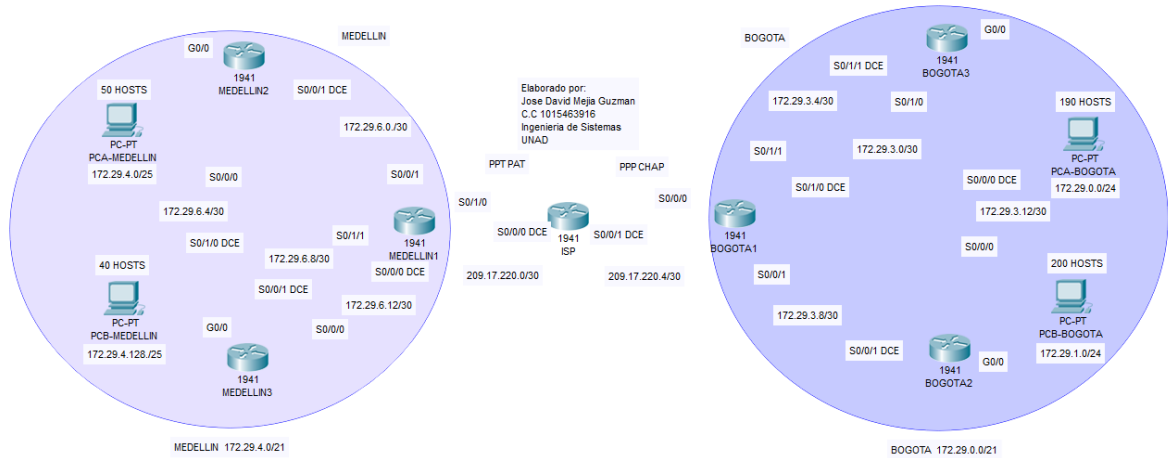 MEDELLIN
G0/0
1941
MEDELLIN2
50 HOSTS
S0/0/1 DCE
PC-PT
PCA-MEDELLIN
172.29.4.0/25
172.29.6.0./30
S0/0/0
S0/0/1
172.29.6.4/30
S0/1/0 DCE
S0/1/1
1941
MEDELLIN1
172.29.6.8/30
S0/0/0 DCE
40 HOSTS
S0/0/1 DCE
172.29.6.12/30
PC-PT
PCB-MEDELLIN
G0/0
S0/0/0
172.29.4.128./25
1941
MEDELLIN3
MEDELLIN 172.29.4.0/21
Elaborado por:
Jose David Mejia Guzman
C.C 1015463916
Ingenieria de Sistemas
UNAD
PPT PAT
PPP CHAP
S0/1/0
S0/0/0
S0/0/0 DCE
1941
ISP
S0/0/1 DCE
209.17.220.0/30
209.17.220.4/30
BOGOTA
G0/0
1941
BOGOTA3
S0/1/1 DCE
172.29.3.4/30
S0/1/0
190 HOSTS
S0/1/1
172.29.3.0/30
PC-PT
PCA-BOGOTA
172.29.0.0/24
S0/1/0 DCE
S0/0/0 DCE
172.29.3.12/30
1941
BOGOTA1
S0/0/0
S0/0/1
200 HOSTS
172.29.3.8/30
PC-PT
PCB-BOGOTA
172.29.1.0/24
S0/0/1 DCE
1941
BOGOTA2
G0/0
BOGOTA 172.29.0.0/21